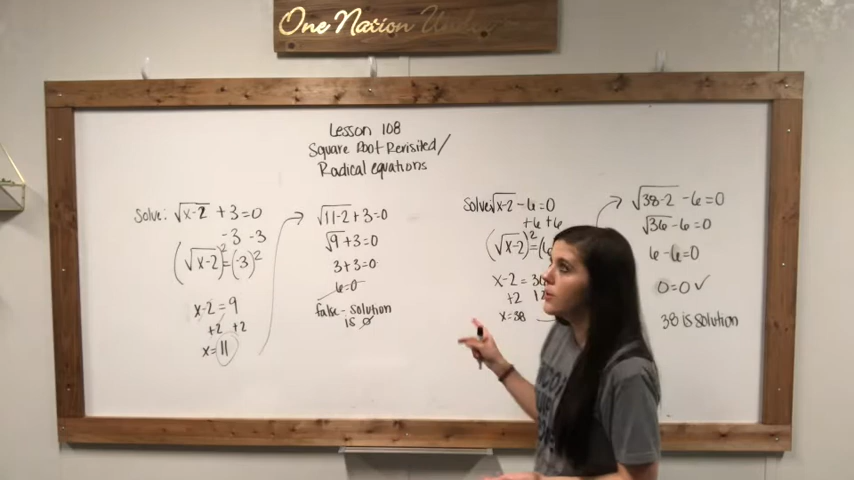 One Nation Under
Lesson 108
Square Root Revisited/
Radical equations
Solve: √x-2 +3=0
-3 -3
(√x-2)²=(-3)²
x-2=9
+2 +2
x=11
√11-2+3=0
√9+3=0
3+3=0
6=0
false-solution
is ∅
Solve: √x-2-6=0
+6 +6
(√x-2)²=(6
x-2=36
+2
x=38
√38-2 -6=0
√36-6=0
6-6=0
0=0✓
38 is solution